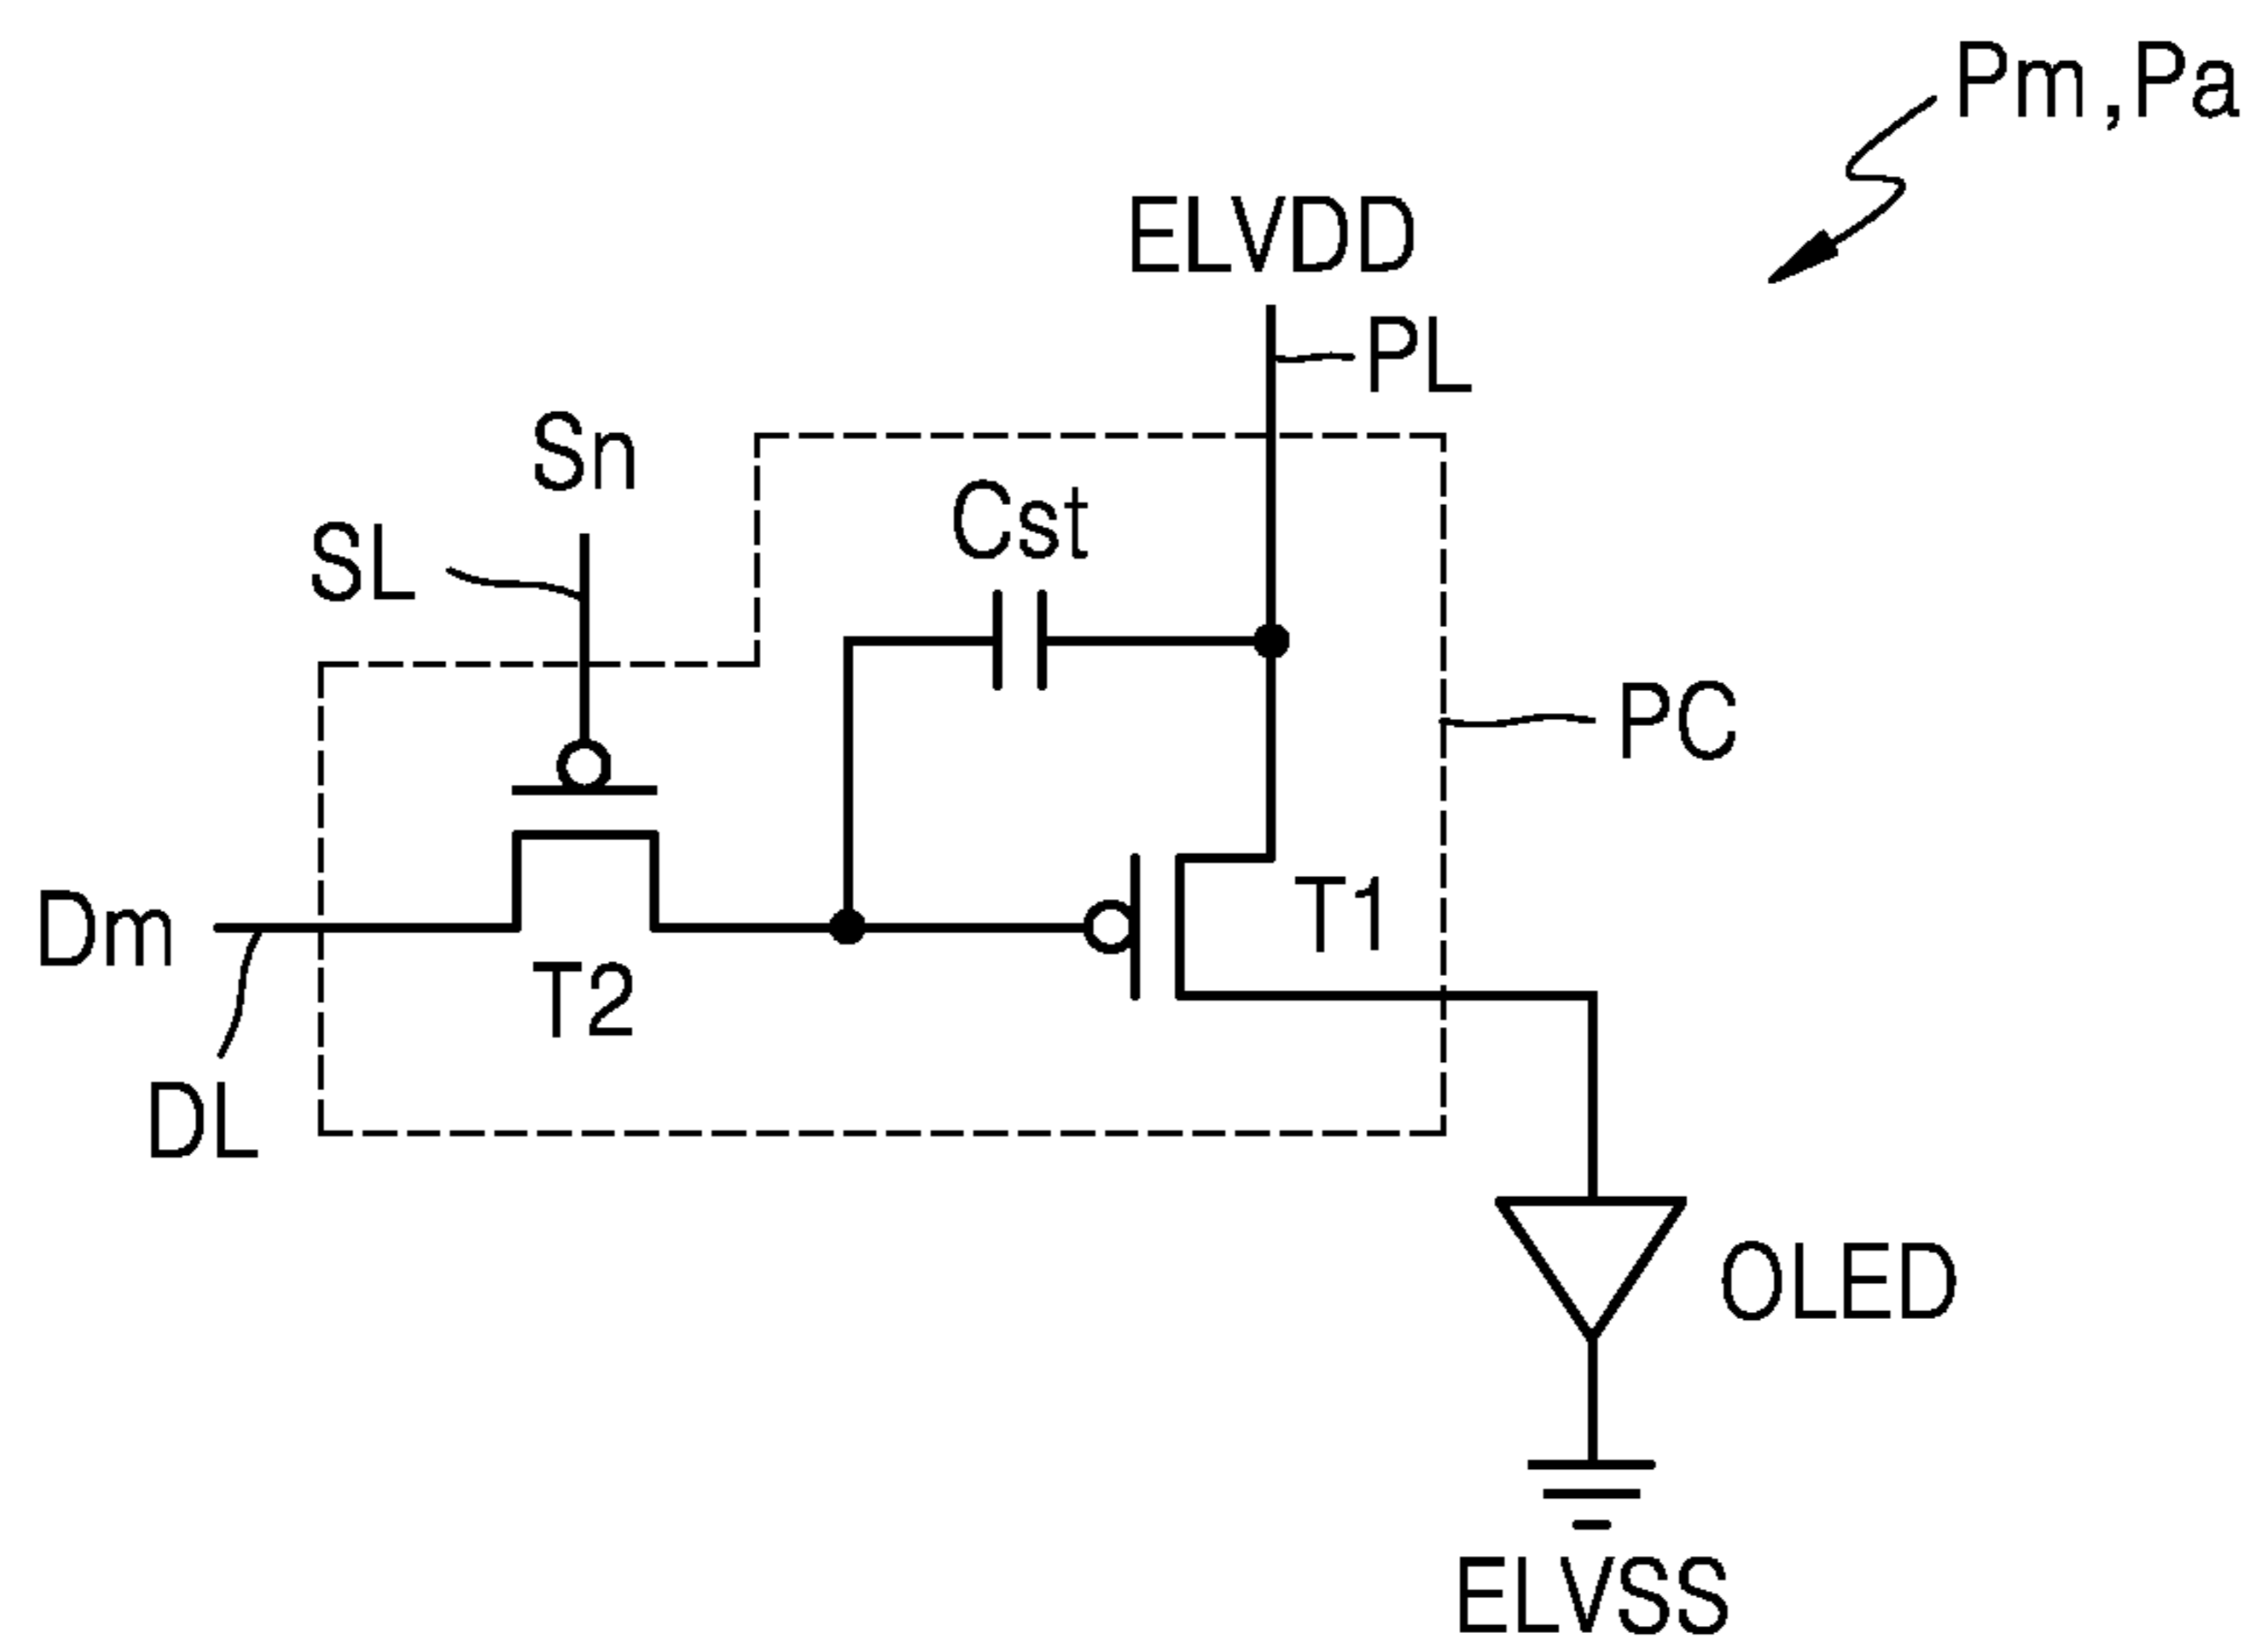 Pm,Pa
ELVDD
PL
Sn
Cst
SL
PC
T1
Dm
T2
DL
OLED
ELVSS